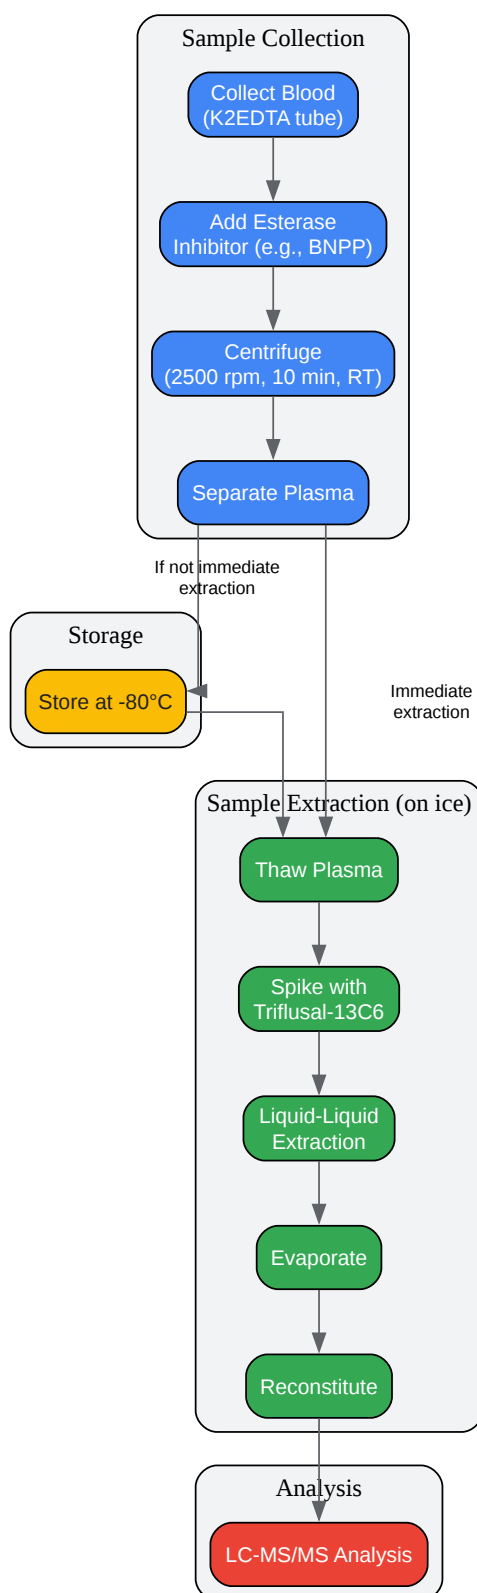 Sample Collection
Collect Blood
(K2EDTA tube)
Add Esterase
Inhibitor (e.g., BNPP)
Centrifuge
(2500 rpm, 10 min, RT)
Separate Plasma
If not immediate
extraction
Storage
Store at -80°C
Immediate
extraction
Sample Extraction (on ice)
Thaw Plasma
Spike with
Triflusal-13C6
Liquid-Liquid
Extraction
Evaporate
Reconstitute
Analysis
LC-MS/MS Analysis